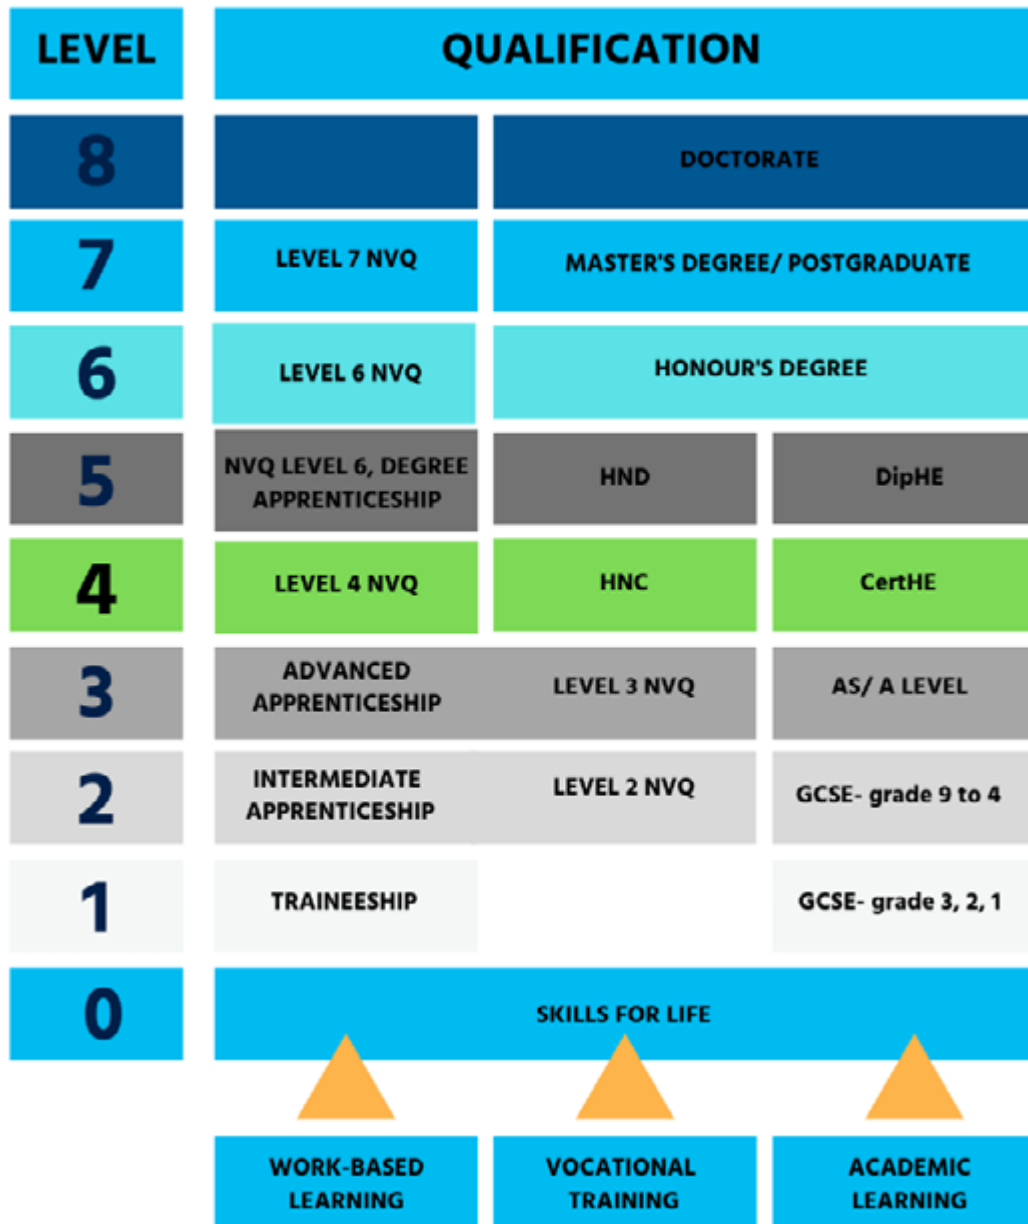 LEVEL
QUALIFICATION
8
DOCTORATE
7
LEVEL 7 NVQ
MASTER'S DEGREE/ POSTGRADUATE
6
LEVEL 6 NVQ
HONOUR'S DEGREE
5
NVQ LEVEL 6, DEGREE
APPRENTICESHIP
HND
DipHE
4
LEVEL 4 NVQ
HNC
CertHE
3
ADVANCED
APPRENTICESHIP
LEVEL 3 NVQ
AS/ A LEVEL
2
INTERMEDIATE
APPRENTICESHIP
LEVEL 2 NVQ
GCSE- grade 9 to 4
1
TRAINEESHIP
GCSE- grade 3, 2, 1
0
SKILLS FOR LIFE
WORK-BASED
LEARNING
VOCATIONAL
TRAINING
ACADEMIC
LEARNING